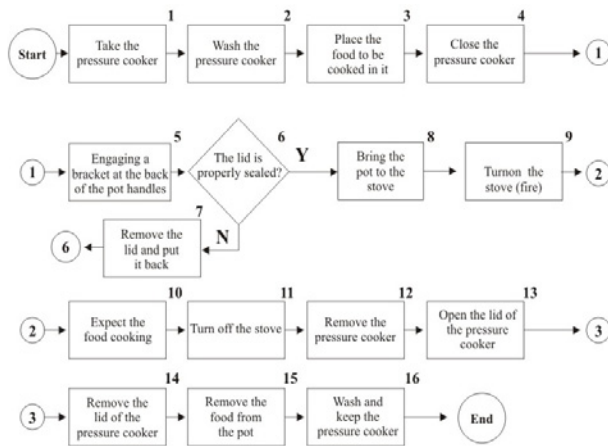 1
2
3
4
Start
Take the
pressure cooker
Wash the
pressure cooker
Place the
food to be
cooked in it
Close the
pressure cooker
1
5
6
8
9
1
Engaging a
bracket at the back
of the pot handles
The lid is
properly sealed?
Y
Bring the
pot to the
stove
Turnon the
stove (fire)
2
7
N
6
Remove the
lid and put
it back
10
11
12
13
2
Expect the
food cooking
Turn off the stove
Remove the
pressure cooker
Open the lid of
the pressure
cooker
3
14
15
16
3
Remove the
lid of the
pressure cooker
Remove the
food from
the pot
Wash and
keep the
pressure cooker
End